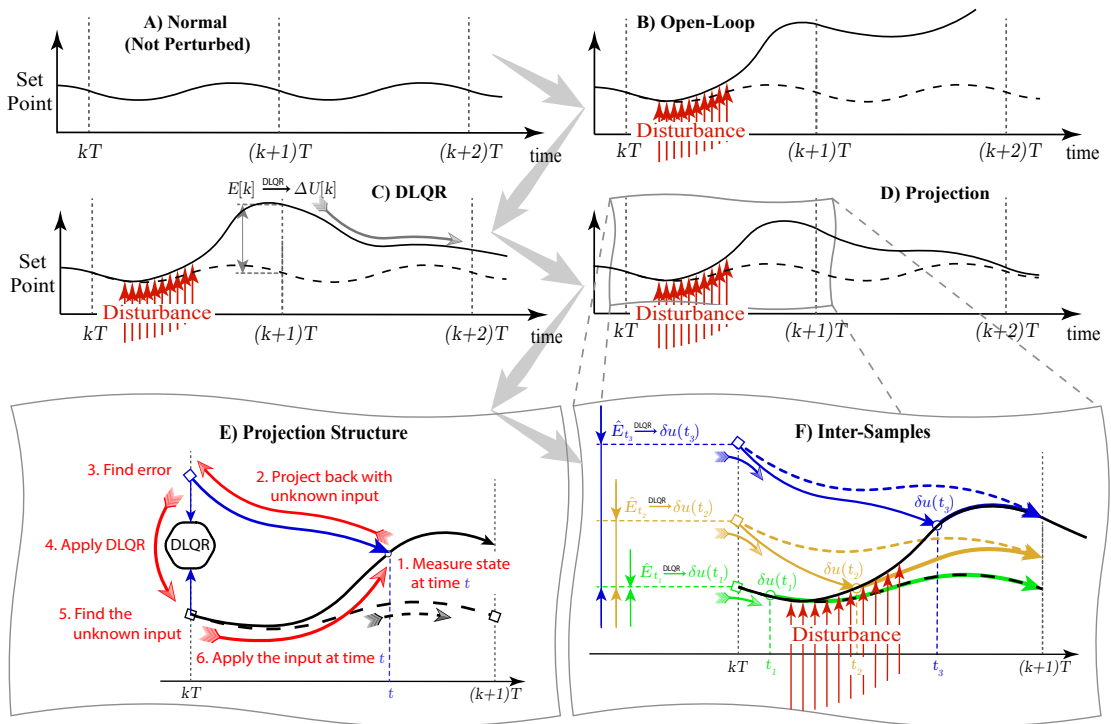 A) Normal
(Not Perturbed)
Set
Point
kT
(k+1)T
(k+2)T
time
B) Open-Loop
Disturbance
kT
(k+1)T
(k+2)T
time
C) DLQR
E[k] DLQR ΔU[k]
Set
Point
Disturbance
kT
(k+1)T
(k+2)T
time
D) Projection
Disturbance
kT
(k+1)T
(k+2)T
time
E) Projection Structure
3. Find error
2. Project back with
unknown input
4. Apply DLQR
DLQR
1. Measure state
at time t
5. Find the
unknown input
6. Apply the input at time t
kT
t
(k+1)T
F) Inter-Samples
Ê_{t₃} DLQR δu(t₃)
δu(t₃)
Ê_{t₂} DLQR δu(t₂)
δu(t₂)
Ê_{t₁} DLQR δu(t₁)
δu(t₁)
Disturbance
kT
t₁
t₂
t₃
(k+1)T